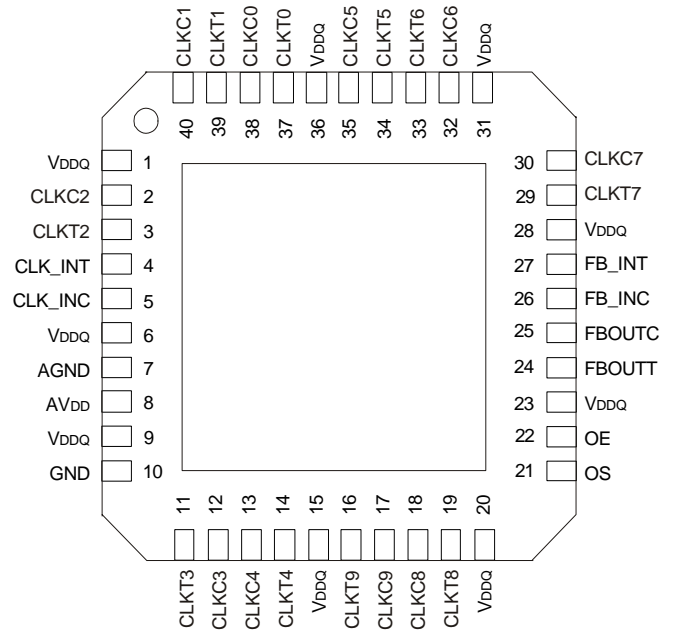 CLKC1 CLKT1 CLKC0 CLKT0 VDDQ CLKC5 CLKT5 CLKT6 CLKC6 VDDQ
40 39 38 37 36 35 34 33 32 31
VDDQ 1 30 CLKC7
CLKC2 2 29 CLKT7
CLKT2 3 28 VDDQ
CLK_INT 4 27 FB_INT
CLK_INC 5 26 FB_INC
VDDQ 6 25 FBOUTC
AGND 7 24 FBOUTT
AVDD 8 23 VDDQ
VDDQ 9 22 OE
GND 10 21 OS
11 12 13 14 15 16 17 18 19 20
CLKT3 CLKC3 CLKC4 CLKT4 VDDQ CLKT9 CLKC9 CLKC8 CLKT8 VDDQ